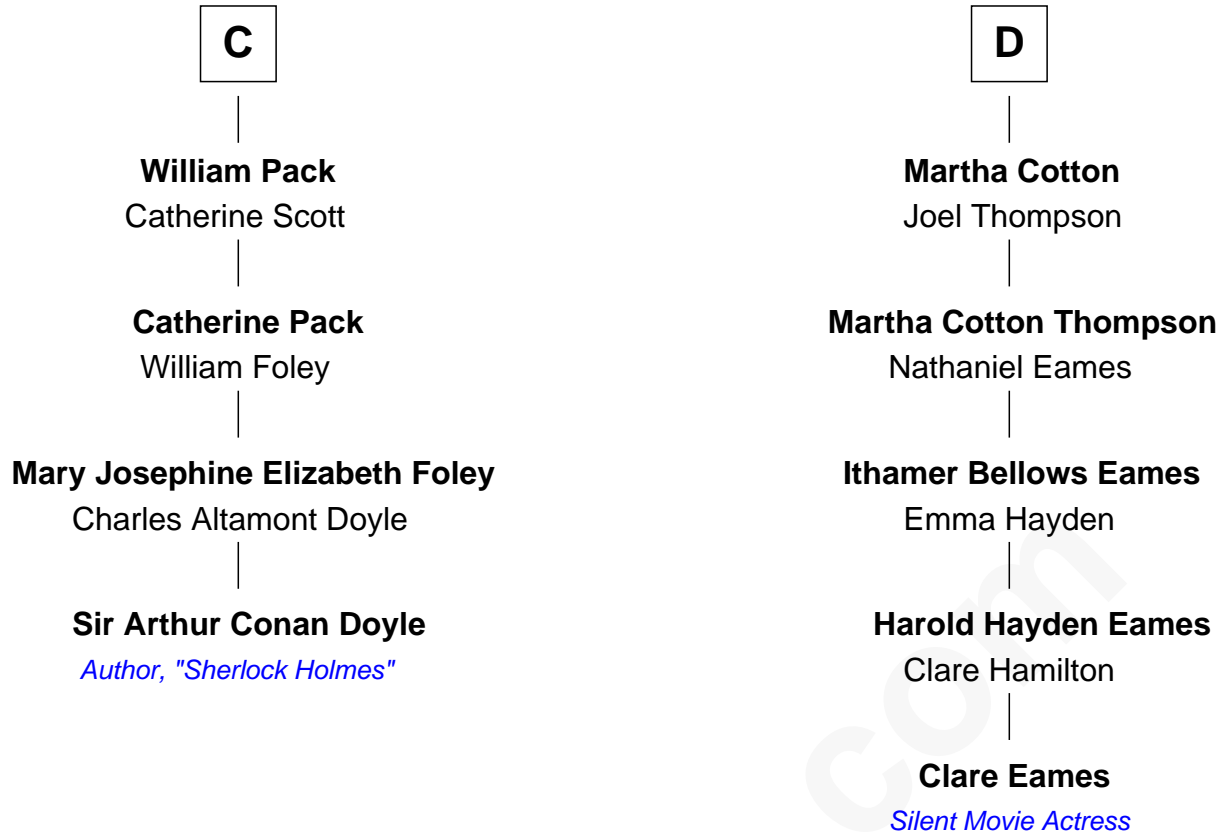 C
William Pack
Catherine Scott
Catherine Pack
William Foley
Mary Josephine Elizabeth Foley
Charles Altamont Doyle
Sir Arthur Conan Doyle
Author, "Sherlock Holmes"
D
Martha Cotton
Joel Thompson
Martha Cotton Thompson
Nathaniel Eames
Ithamer Bellows Eames
Emma Hayden
Harold Hayden Eames
Clare Hamilton
Clare Eames
Silent Movie Actress
com